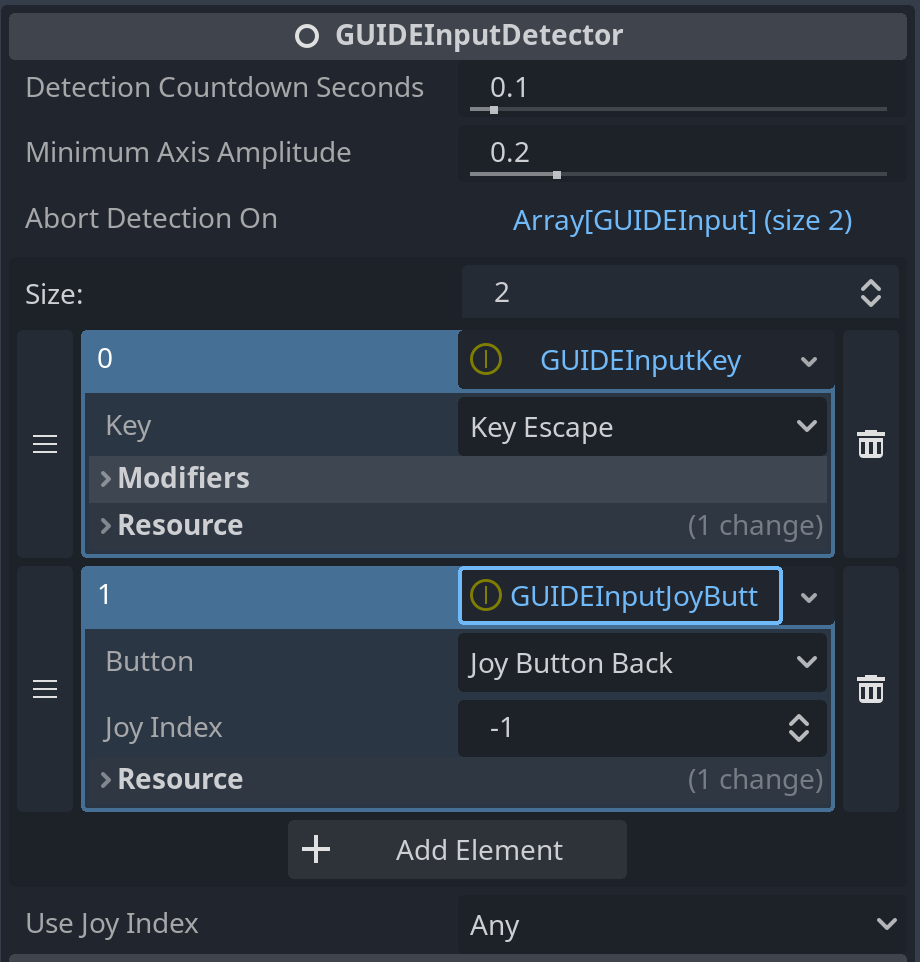 GUIDEInputDetector
Detection Countdown Seconds 0.1
Minimum Axis Amplitude 0.2
Abort Detection On Array[GUIDEInput] (size 2)
Size: 2
0 GUIDEInputKey
Key Key Escape
Modifiers
Resource (1 change)
1 GUIDEInputJoyButt
Button Joy Button Back
Joy Index -1
Resource (1 change)
Add Element
Use Joy Index Any